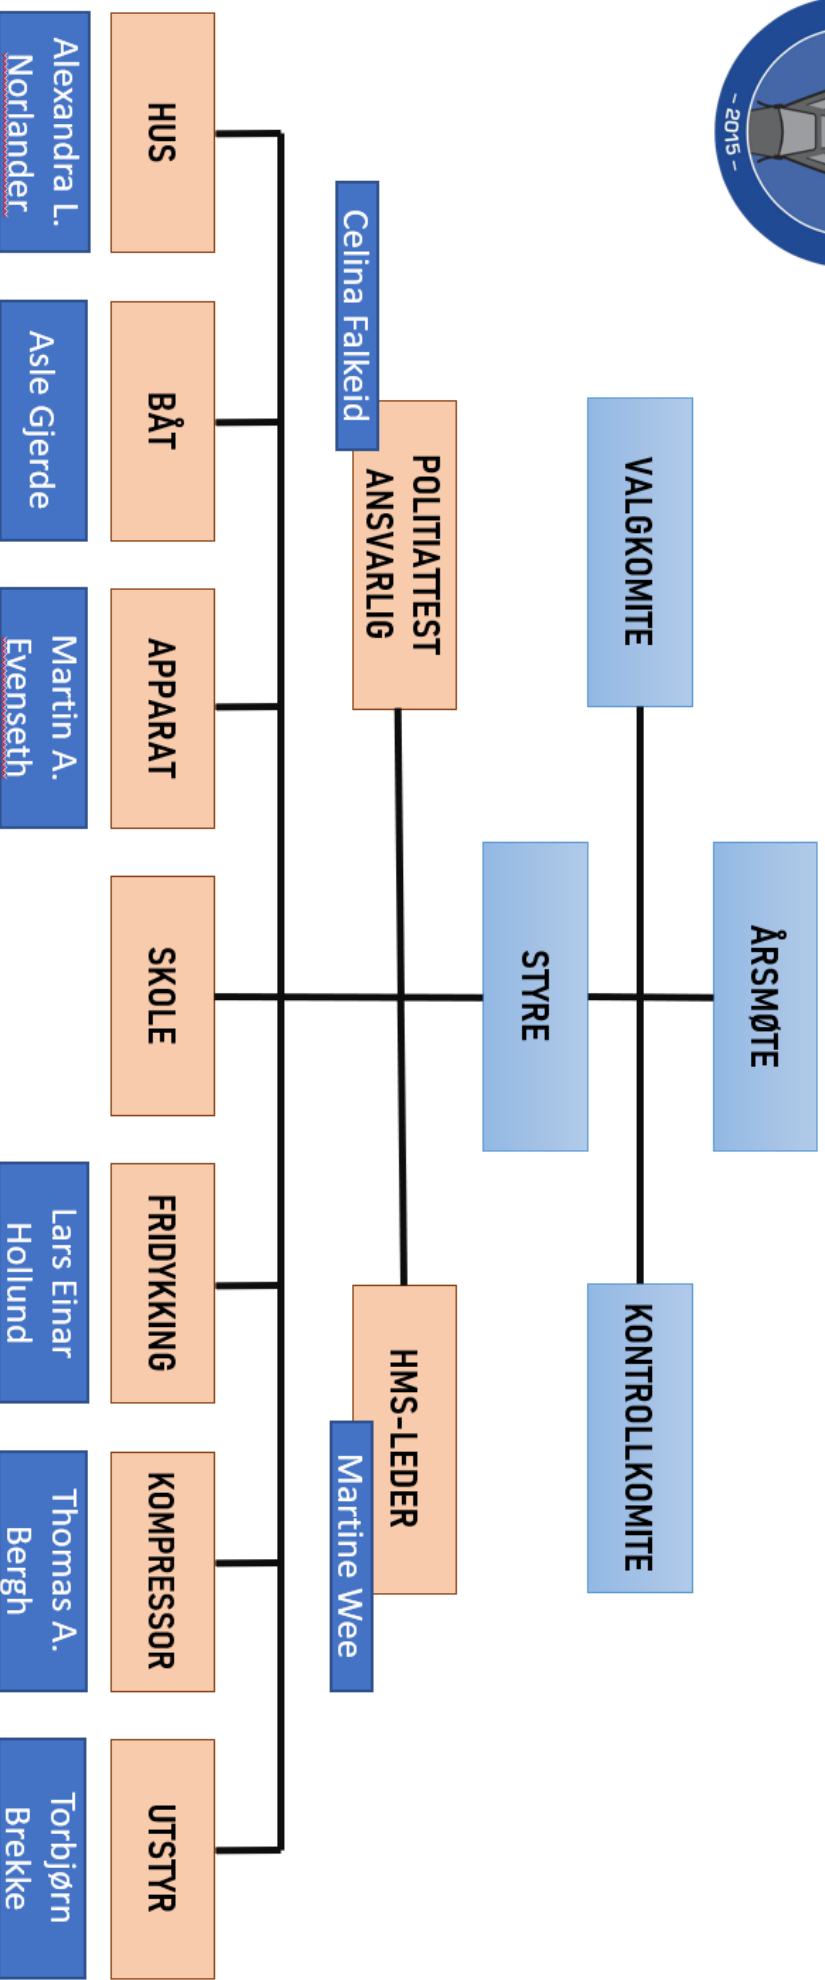 – 2015 –
ÅRSMØTE
VALGKOMITE
KONTROLLKOMITE
STYRE
POLITIATTEST
ANSVARLIG
Celina Falkeid
HMS-LEDER
Martine Wee
HUS
BÅT
APPARAT
SKOLE
FRIDYKKING
KOMPRESSOR
UTSTYR
Alexandra L.
Norlander
Asle Gjerde
Martin A.
Evenseth
Lars Einar
Hollund
Thomas A.
Bergh
Torbjørn
Brekke